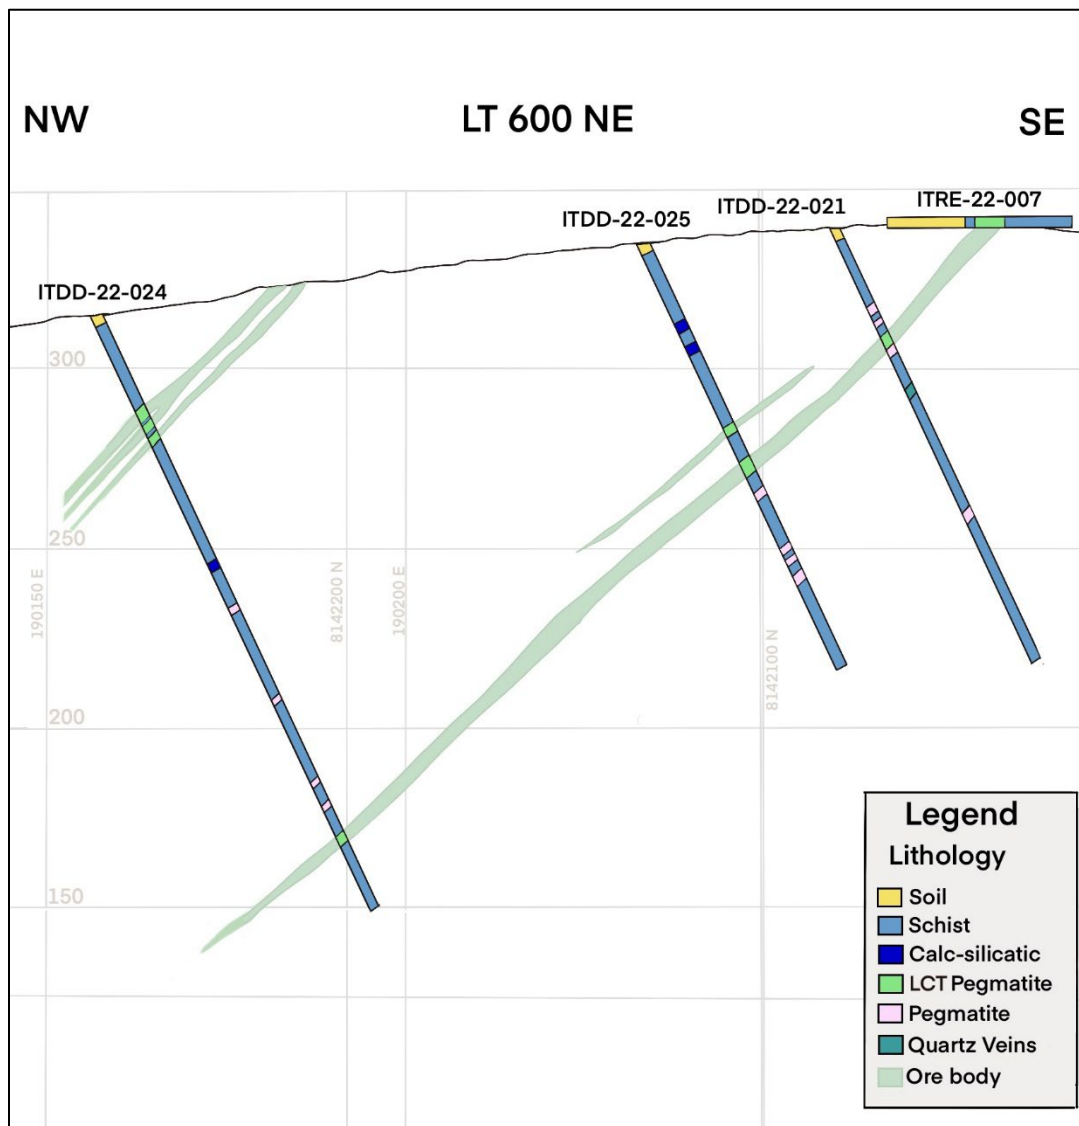 NW
LT 600 NE
SE
ITRE-22-007
ITDD-22-021
ITDD-22-025
ITDD-22-024
300
250
190150 E
8142200 N
190200 E
8142100 N
200
150
Legend
Lithology
Soil
Schist
Calc-silicatic
LCT Pegmatite
Pegmatite
Quartz Veins
Ore body